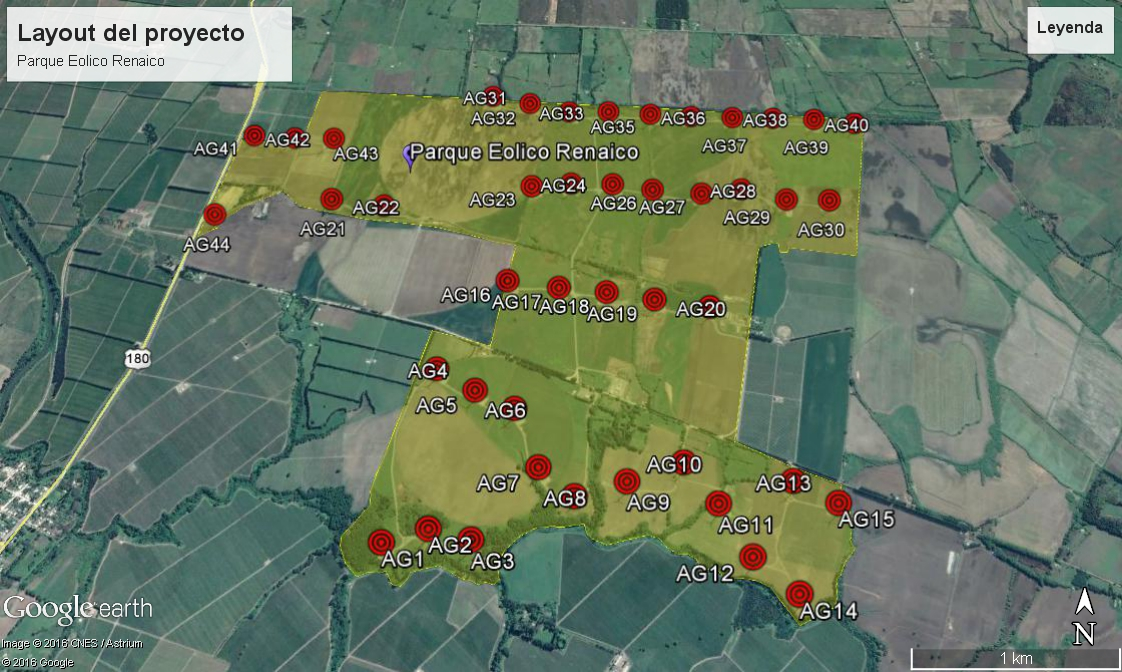 Layout del proyecto
Parque Eolico Renaico
Leyenda
AG31
AG32
AG33
AG35
AG36
AG37
AG38
AG39
AG40
AG41
AG42
AG43
Parque Eolico Renaico
AG44
AG21
AG22
AG23
AG24
AG26
AG27
AG28
AG29
AG30
AG16
AG17
AG18
AG19
AG20
180
AG4
AG5
AG6
AG7
AG8
AG9
AG10
AG11
AG13
AG15
AG1
AG2
AG3
AG12
AG14
Google earth
Image © 2016 CNES / Astrium
© 2016 Google
N
1 km